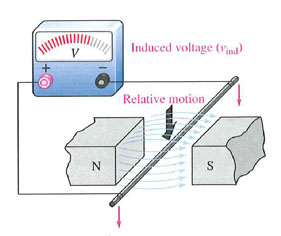 V
+ −
Induced voltage (v_ind)
Relative motion
N
S